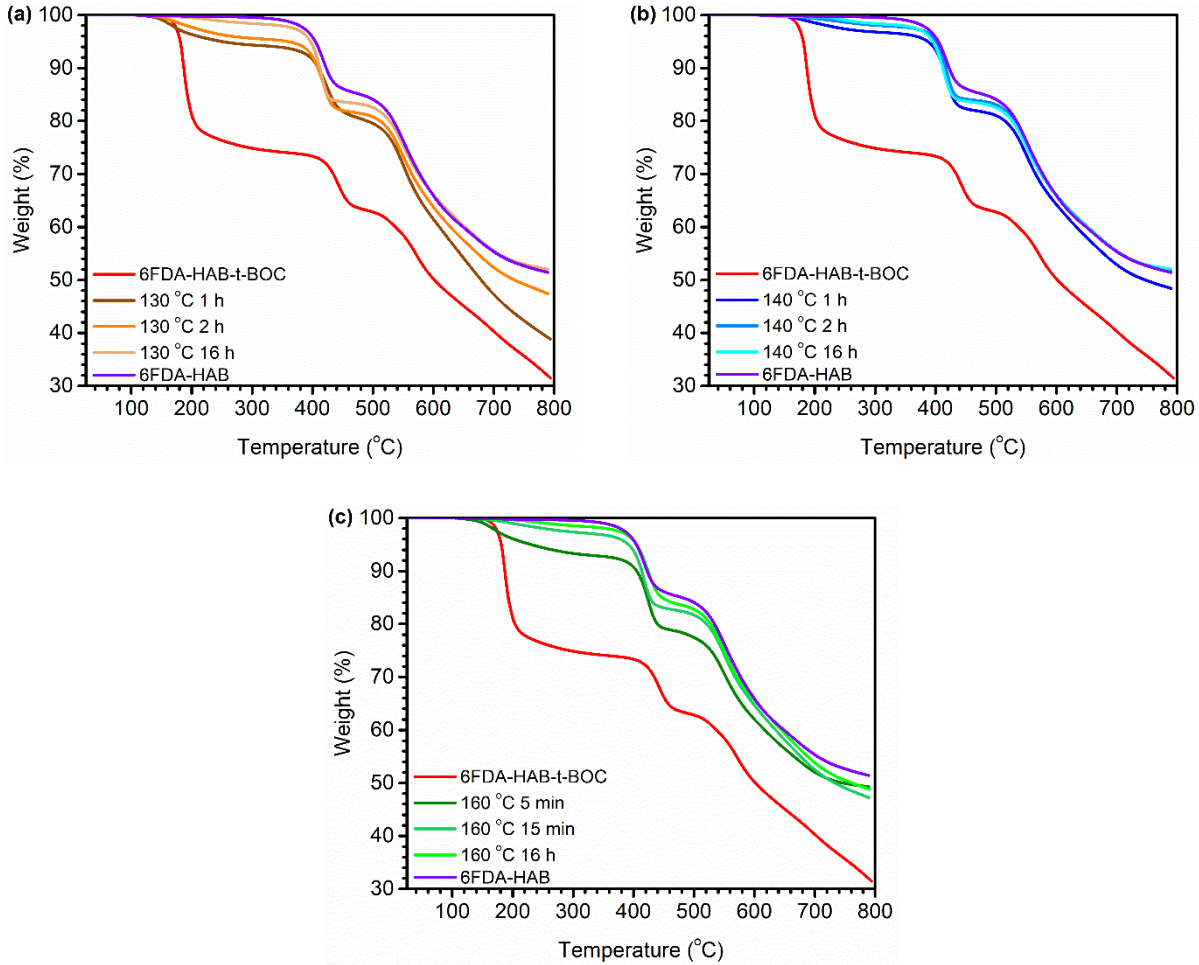 (a)
100
90
80
70
60
50
40
30
Weight (%)
6FDA-HAB-t-BOC
130 °C 1 h
130 °C 2 h
130 °C 16 h
6FDA-HAB
100 200 300 400 500 600 700 800
Temperature (°C)
(b)
100
90
80
70
60
50
40
30
Weight (%)
6FDA-HAB-t-BOC
140 °C 1 h
140 °C 2 h
140 °C 16 h
6FDA-HAB
100 200 300 400 500 600 700 800
Temperature (°C)
(c)
100
90
80
70
60
50
40
30
Weight (%)
6FDA-HAB-t-BOC
160 °C 5 min
160 °C 15 min
160 °C 16 h
6FDA-HAB
100 200 300 400 500 600 700 800
Temperature (°C)